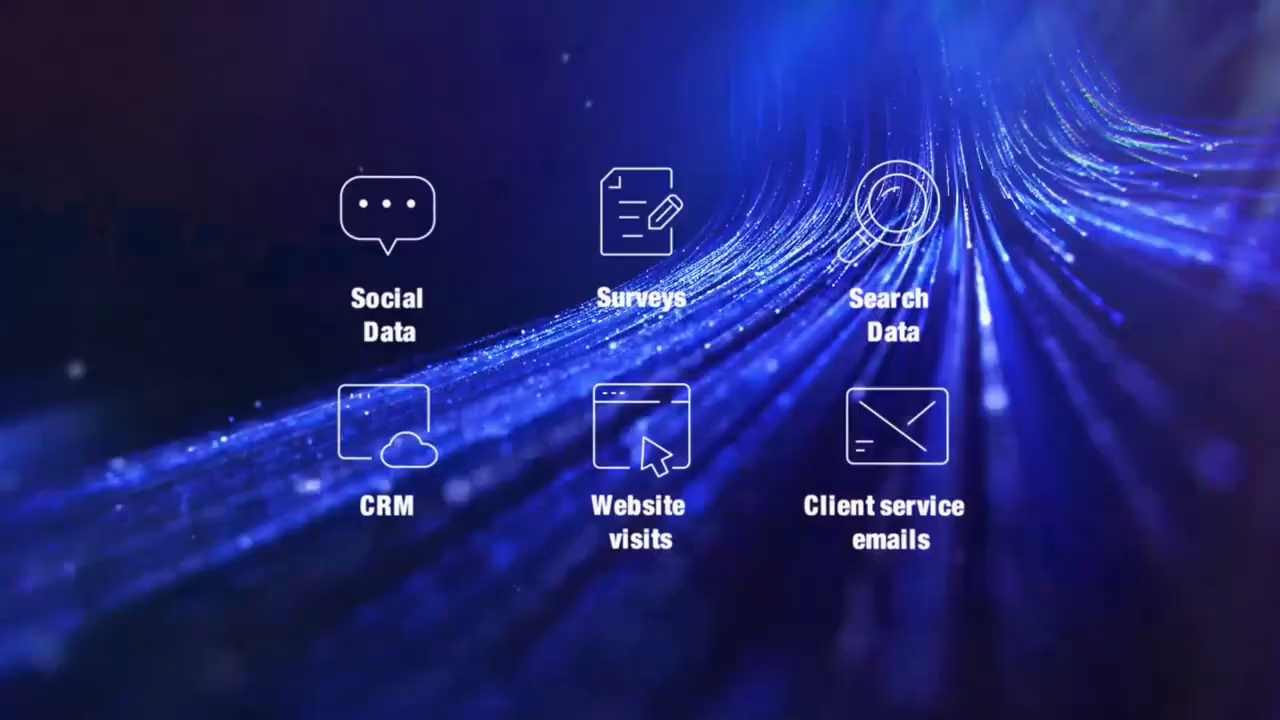 Social
Data
Surveys
Search
Data
CRM
Website
visits
Client service
emails